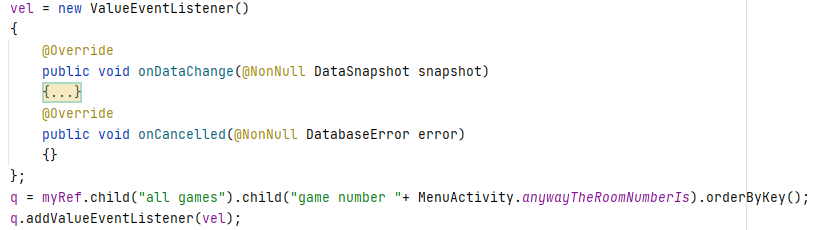 vel = new ValueEventListener()
{
@Override
public void onDataChange(@NonNull DataSnapshot snapshot)
{...}
@Override
public void onCancelled(@NonNull DatabaseError error)
{}
};
q = myRef.child("all games").child("game number "+ MenuActivity.anywayTheRoomNumberIs).orderByKey();
q.addValueEventListener(vel);